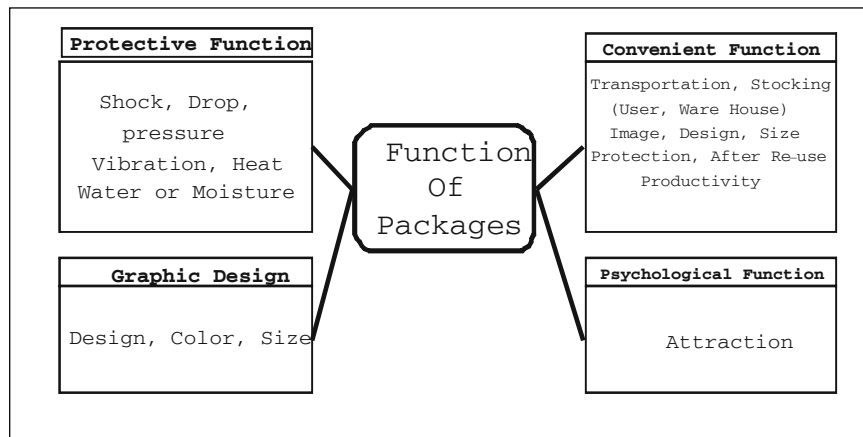 Protective Function
Shock, Drop,
pressure
Vibration, Heat
Water or Moisture
Graphic Design
Design, Color, Size
Function
Of
Packages
Convenient Function
Transportation, Stocking
(User, Ware House)
Image, Design, Size
Protection, After Re-use
Productivity
Psychological Function
Attraction